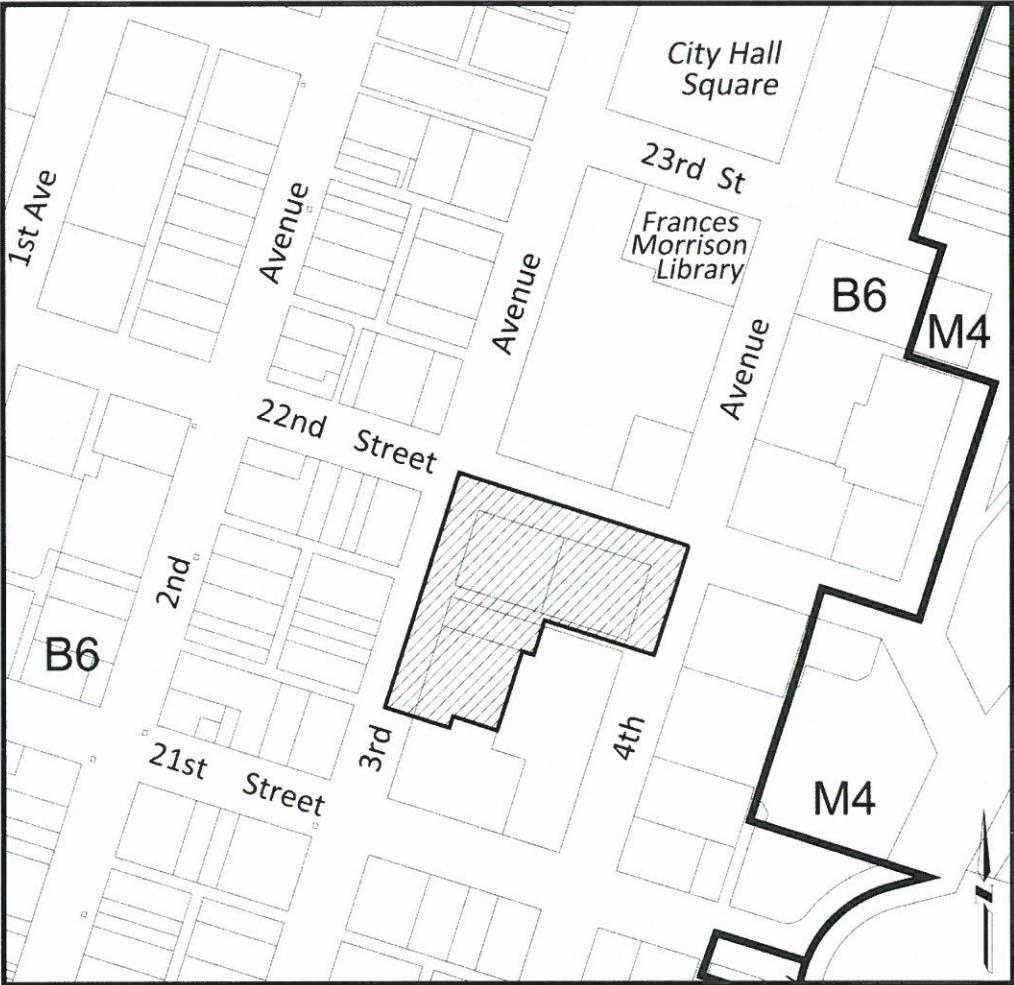 City Hall
Square
23rd St
1st Ave
Avenue
Frances
Morrison
Library
Avenue
B6
M4
Avenue
22nd Street
2nd
B6
3rd
4th
21st Street
M4
N